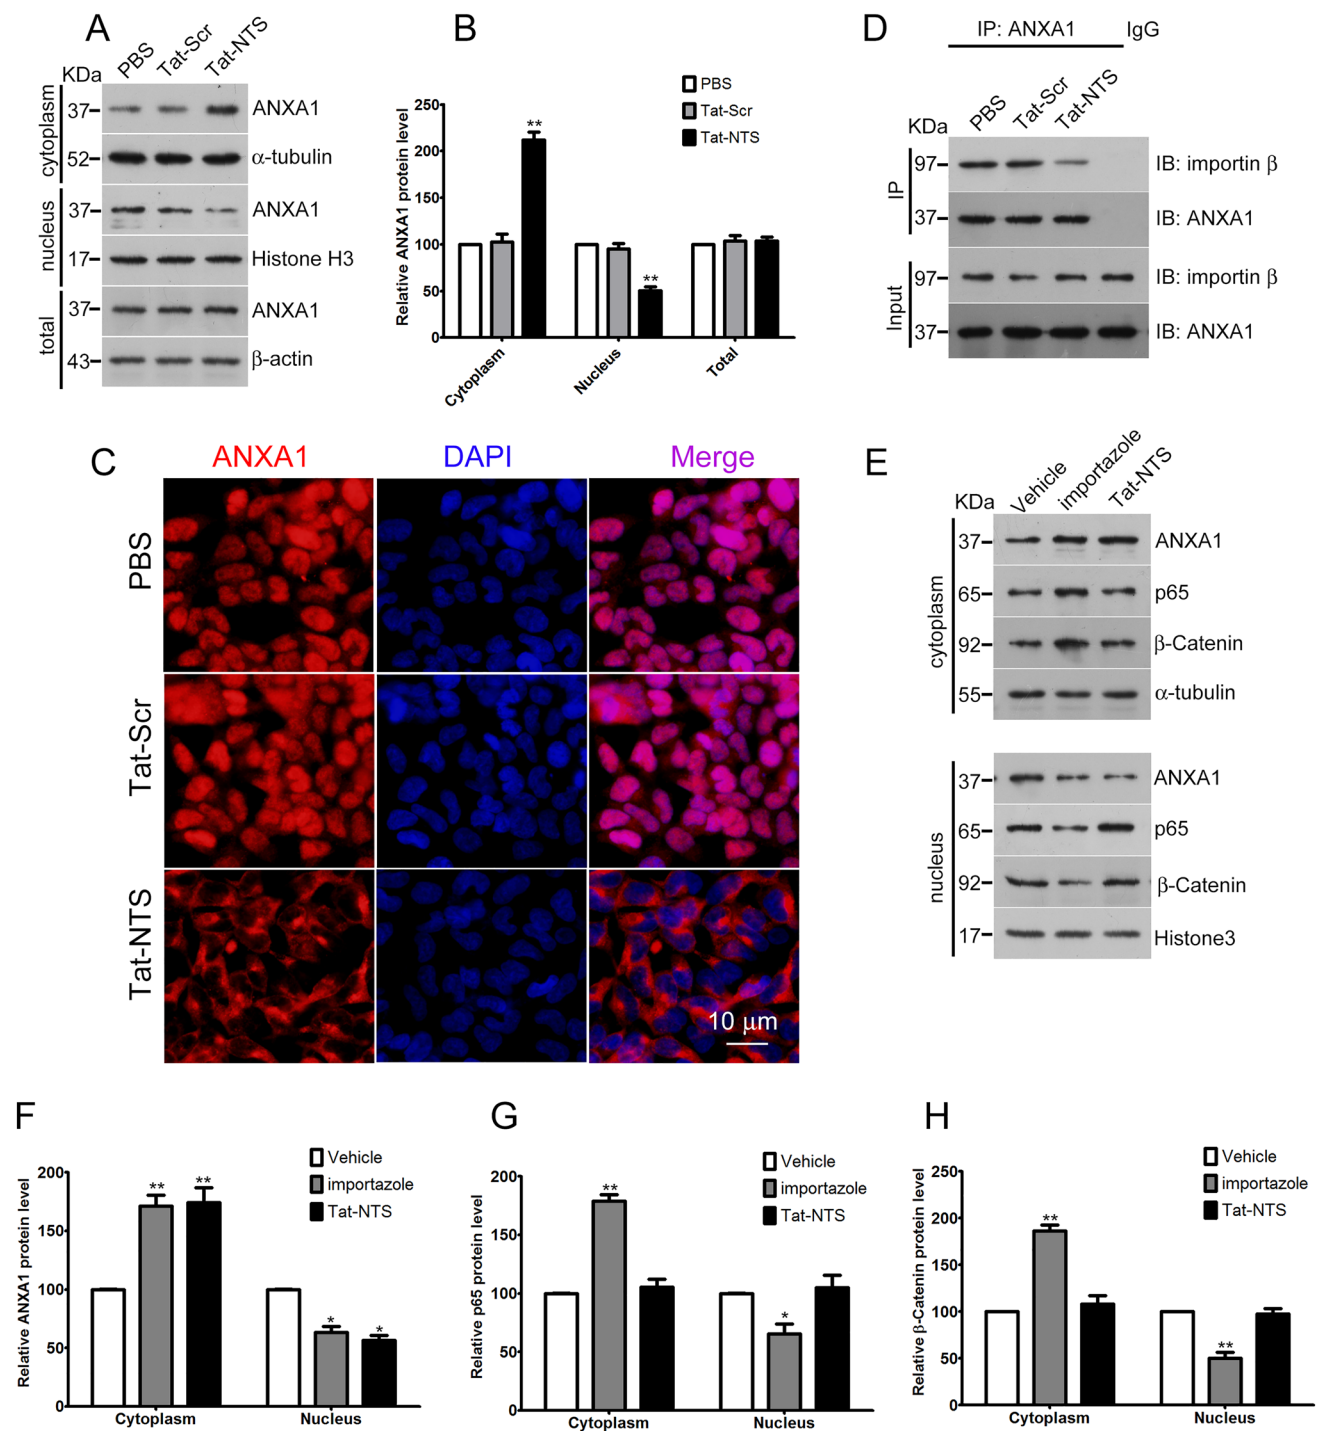 A
PBS
Tat-Scr
Tat-NTS
KDa
cytoplasm
37
ANXA1
52
α-tubulin
nucleus
37
ANXA1
17
Histone H3
total
37
ANXA1
43
β-actin
B
PBS
Tat-Scr
Tat-NTS
Relative ANXA1 protein level
250
200
150
100
50
0
**
**
Cytoplasm
Nucleus
Total
D
IP: ANXA1
IgG
PBS
Tat-Scr
Tat-NTS
KDa
IP
97
IB: importin β
37
IB: ANXA1
Input
97
IB: importin β
37
IB: ANXA1
C
ANXA1
DAPI
Merge
PBS
Tat-Scr
Tat-NTS
10 μm
E
Vehicle
importazole
Tat-NTS
KDa
cytoplasm
37
ANXA1
65
p65
92
β-Catenin
55
α-tubulin
nucleus
37
ANXA1
65
p65
92
β-Catenin
17
Histone3
F
Vehicle
importazole
Tat-NTS
Relative ANXA1 protein level
200
150
100
50
0
**
**
*
*
Cytoplasm
Nucleus
G
Vehicle
importazole
Tat-NTS
Relative p65 protein level
200
150
100
50
0
**
*
Cytoplasm
Nucleus
H
Vehicle
importazole
Tat-NTS
Relative β-Catenin protein level
250
200
150
100
50
0
**
**
Cytoplasm
Nucleus